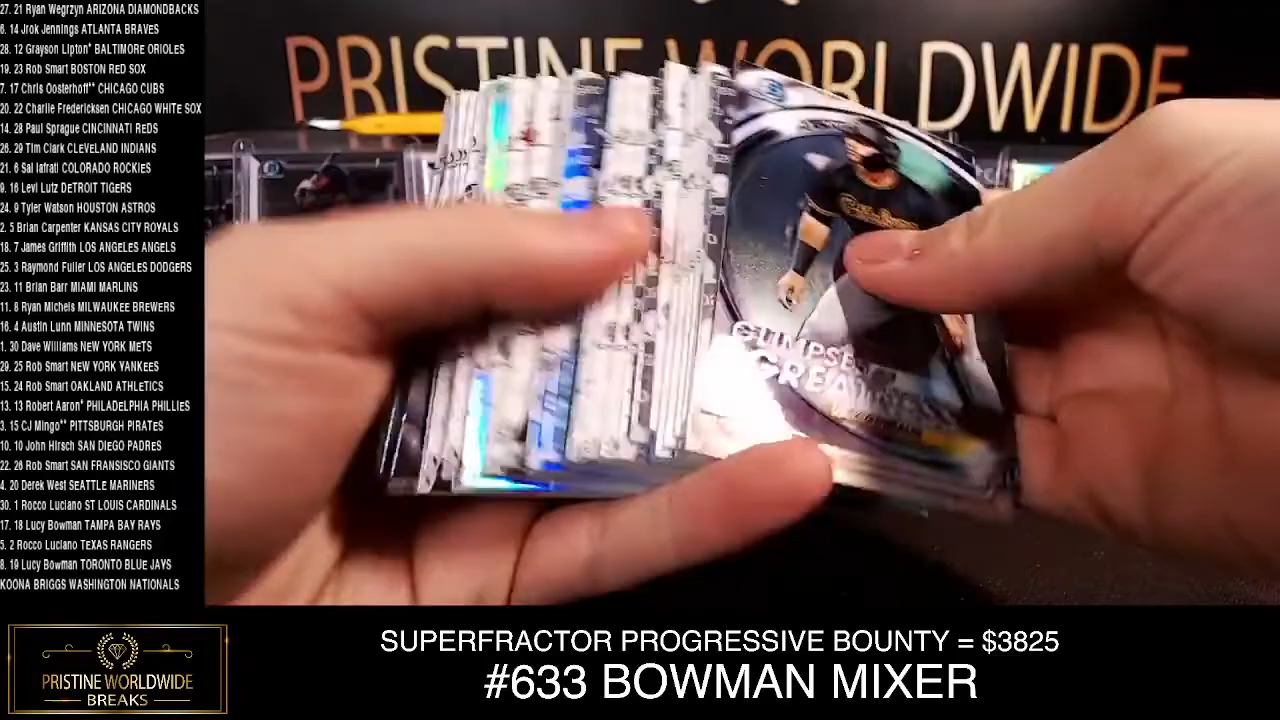 27. 21 Ryan Wegrzyn ARIZONA DIAMONDBACKS
6. 14 Jrok Jennings ATLANTA BRAVES
28. 12 Grayson Lipton* BALTIMORE ORIOLES
19. 23 Rob Smart BOSTON RED SOX
7. 17 Chris Oosterhoff** CHICAGO CUBS
20. 22 Charlie Fredericksen CHICAGO WHITE SOX
14. 28 Paul Sprague CINCINNATI REDS
26. 29 Tim Clark CLEVELAND INDIANS
21. 6 Sal Iafrati COLORADO ROCKIES
9. 16 Levi Lutz DETROIT TIGERS
24. 9 Tyler Watson HOUSTON ASTROS
2. 5 Brian Carpenter KANSAS CITY ROYALS
18. 7 James Griffith LOS ANGELES ANGELS
25. 3 Raymond Fuller LOS ANGELES DODGERS
23. 11 Brian Barr MIAMI MARLINS
11. 8 Ryan Michels MILWAUKEE BREWERS
16. 4 Austin Lunn MINNESOTA TWINS
1. 30 Dave Williams NEW YORK METS
29. 25 Rob Smart NEW YORK YANKEES
15. 24 Rob Smart OAKLAND ATHLETICS
13. 13 Robert Aaron* PHILADELPHIA PHILLIES
3. 15 CJ Mingo** PITTSBURGH PIRATES
10. 10 John Hirsch SAN DIEGO PADRES
22. 26 Rob Smart SAN FRANSISCO GIANTS
4. 20 Derek West SEATTLE MARINERS
30. 1 Rocco Luciano ST LOUIS CARDINALS
17. 18 Lucy Bowman TAMPA BAY RAYS
5. 2 Rocco Luciano TEXAS RANGERS
8. 19 Lucy Bowman TORONTO BLUE JAYS
KOONA BRIGGS WASHINGTON NATIONALS
PRISTINE WORLDWIDE
GLIMPSES
GREATNESS
PRISTINE WORLDWIDE
BREAKS
SUPERFRACTOR PROGRESSIVE BOUNTY = $3825
#633 BOWMAN MIXER